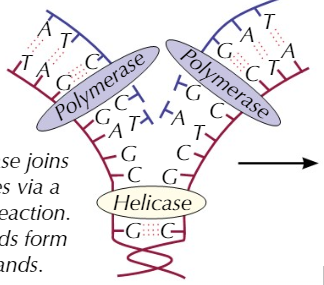 A T
T A G C
Polymerase
G C
A T
G
C
A T
G C T A
Polymerase
G C
A T
C
G
Helicase
G C
se joins
es via a
eaction.
ds form
ands.